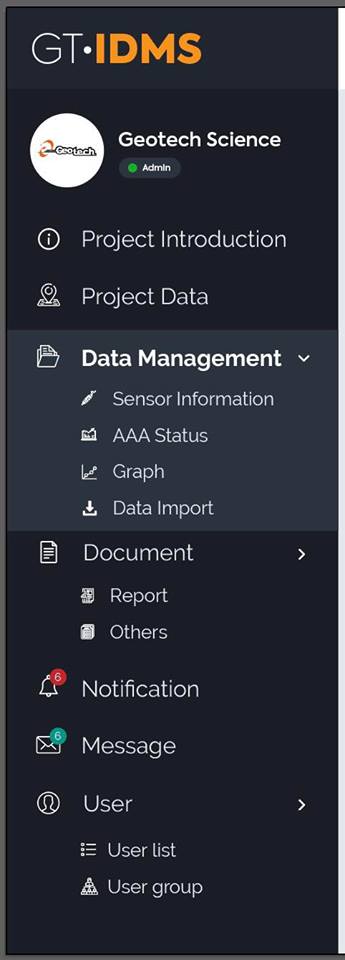 GT·IDMS
Geotech
Geotech Science
Admin
Project Introduction
Project Data
Data Management
Sensor Information
AAA Status
Graph
Data Import
Document
Report
Others
6
Notification
6
Message
User
User list
User group